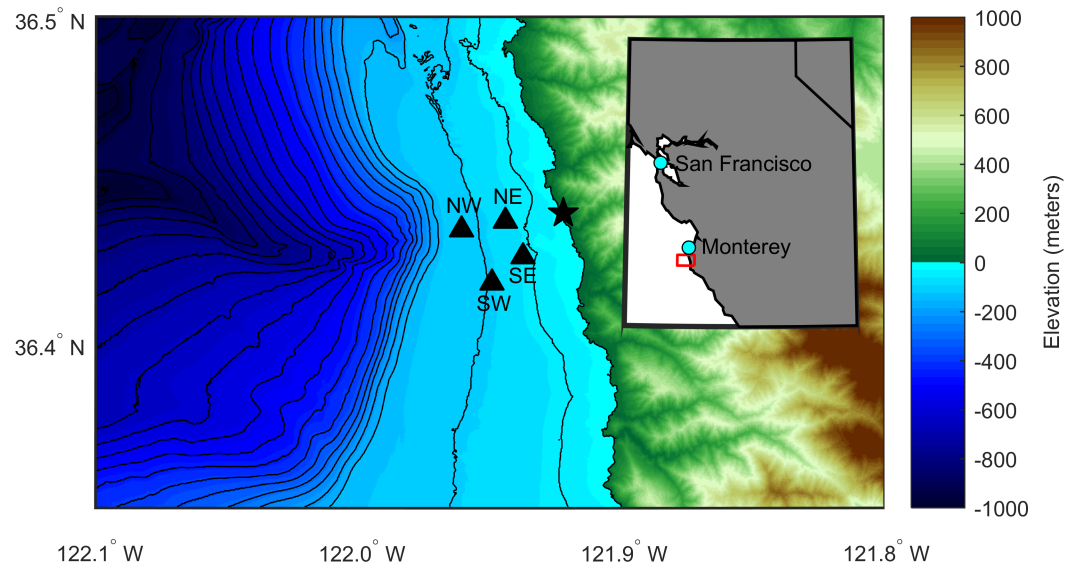 36.5° N
36.4° N
122.1° W
122.0° W
121.9° W
121.8° W
NW
NE
SE
SW
San Francisco
Monterey
1000
800
600
400
200
0
-200
-400
-600
-800
-1000
Elevation (meters)